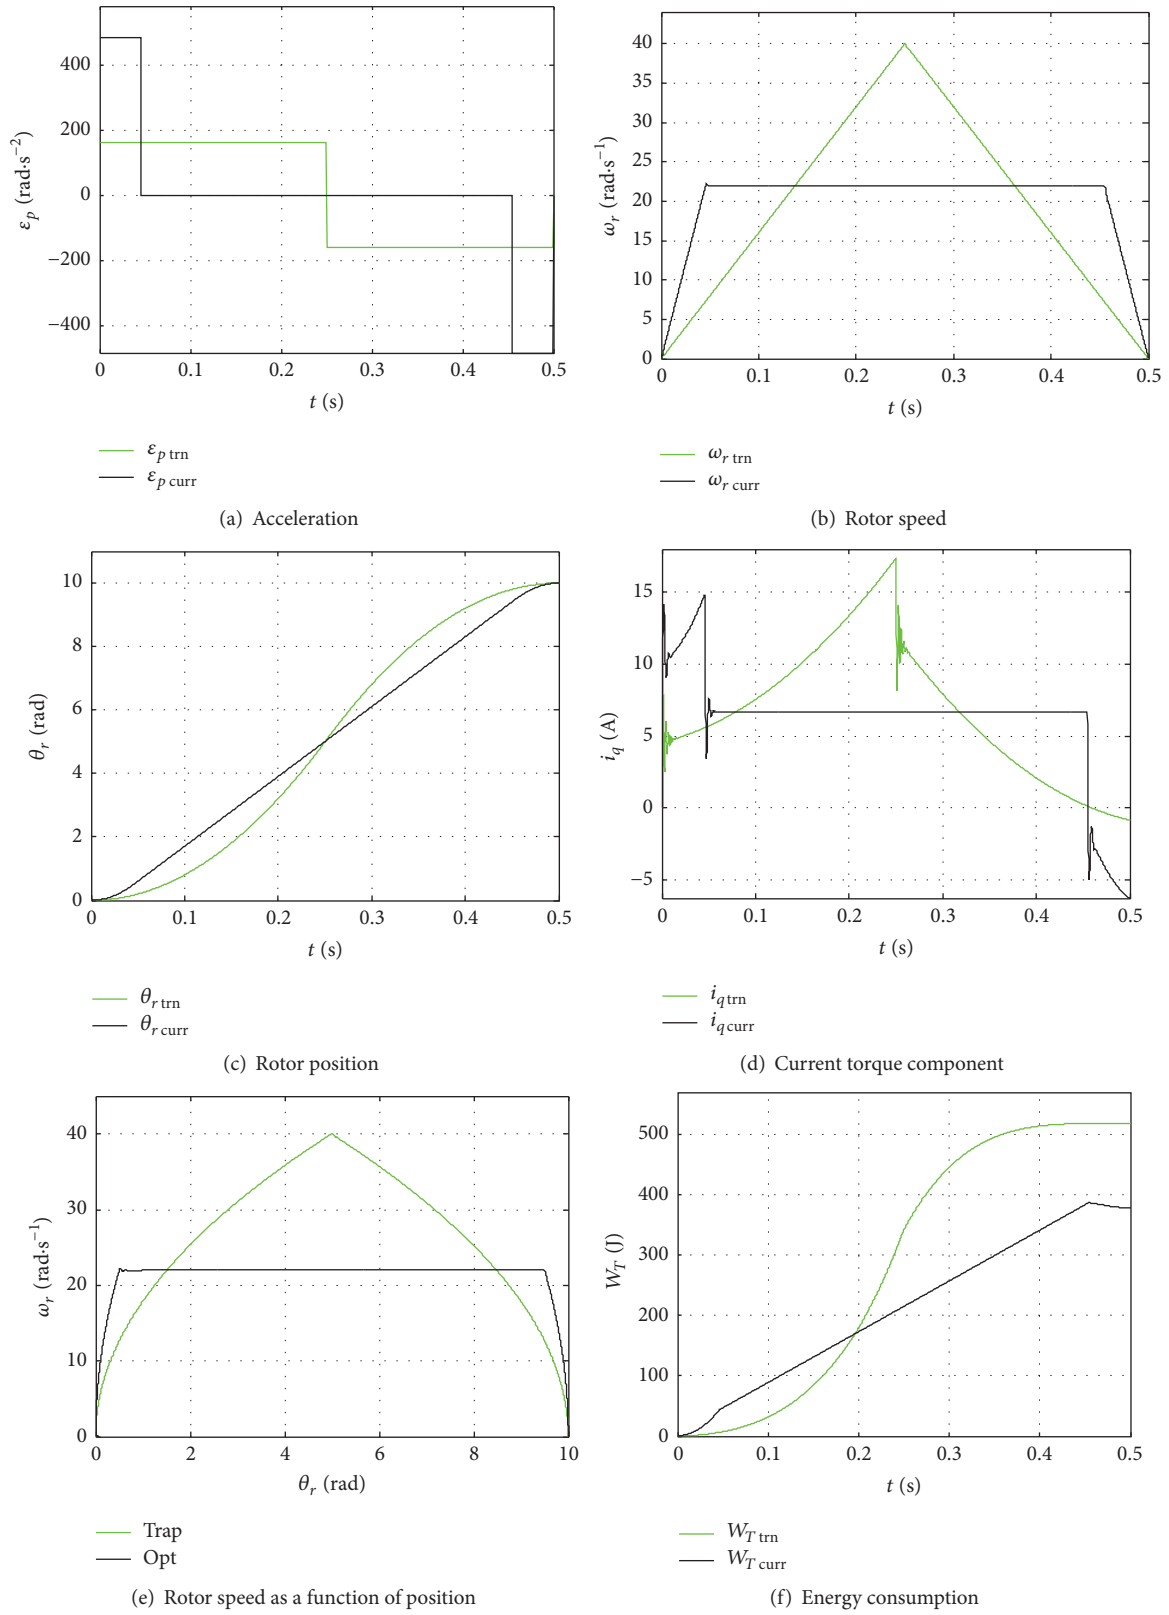 400
200
0
−200
−400
ε_p (rad·s⁻²)
0 0.1 0.2 0.3 0.4 0.5
t (s)
ε_p trn
ε_p curr
(a) Acceleration
40
35
30
25
20
15
10
5
0
ω_r (rad·s⁻¹)
0 0.1 0.2 0.3 0.4 0.5
t (s)
ω_r trn
ω_r curr
(b) Rotor speed
10
8
6
4
2
0
θ_r (rad)
0 0.1 0.2 0.3 0.4 0.5
t (s)
θ_r trn
θ_r curr
(c) Rotor position
15
10
5
0
−5
i_q (A)
0 0.1 0.2 0.3 0.4 0.5
t (s)
i_q trn
i_q curr
(d) Current torque component
40
30
20
10
0
ω_r (rad·s⁻¹)
0 2 4 6 8 10
θ_r (rad)
Trap
Opt
(e) Rotor speed as a function of position
500
400
300
200
100
0
W_T (J)
0 0.1 0.2 0.3 0.4 0.5
t (s)
W_T trn
W_T curr
(f) Energy consumption